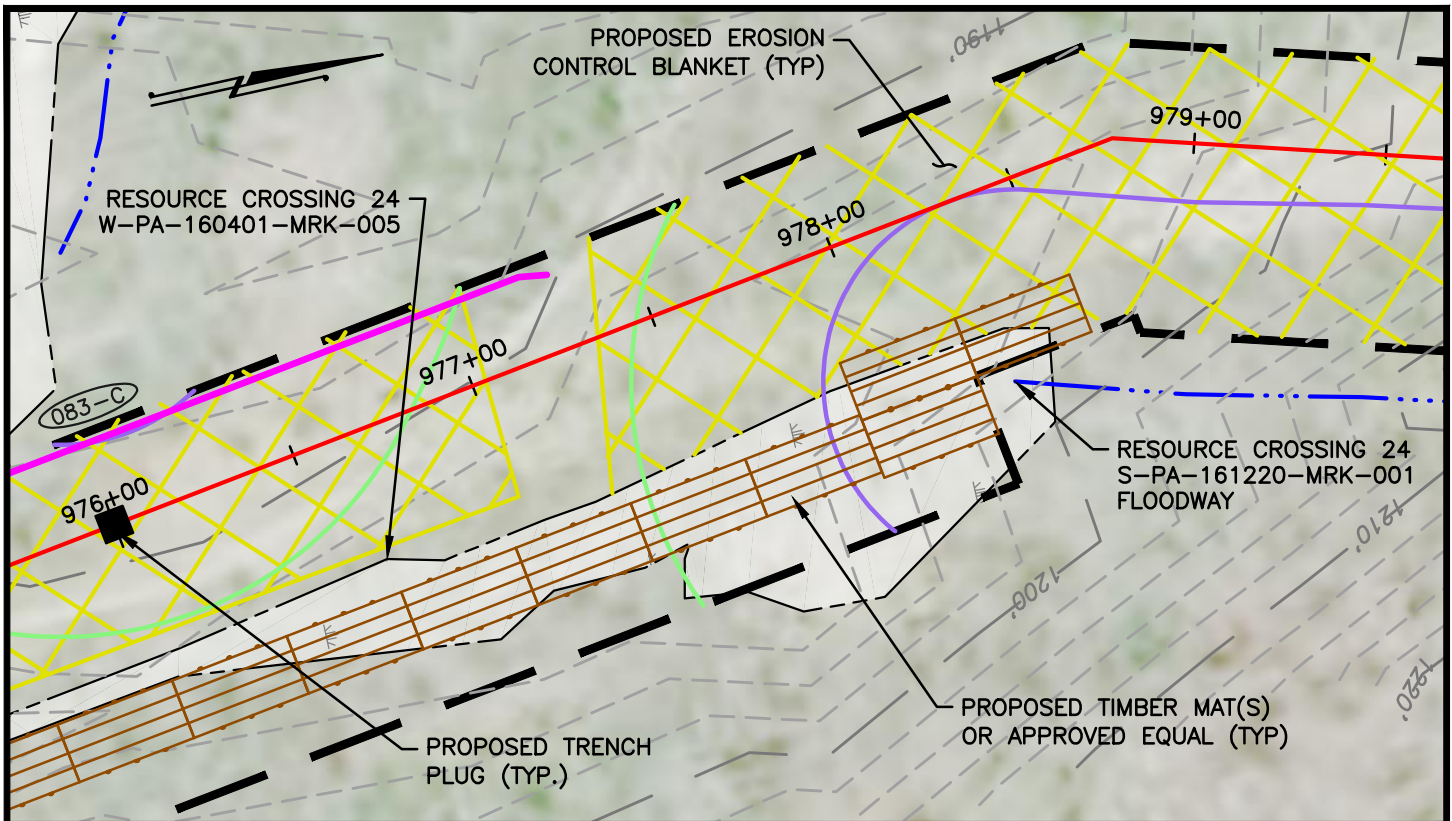 PROPOSED EROSION
CONTROL BLANKET (TYP)
1190'
979+00
RESOURCE CROSSING 24
W-PA-160401-MRK-005
978+00
977+00
083-C
976+00
RESOURCE CROSSING 24
S-PA-161220-MRK-001
FLOODWAY
1210'
1200'
1220'
PROPOSED TIMBER MAT(S)
OR APPROVED EQUAL (TYP)
PROPOSED TRENCH
PLUG (TYP.)